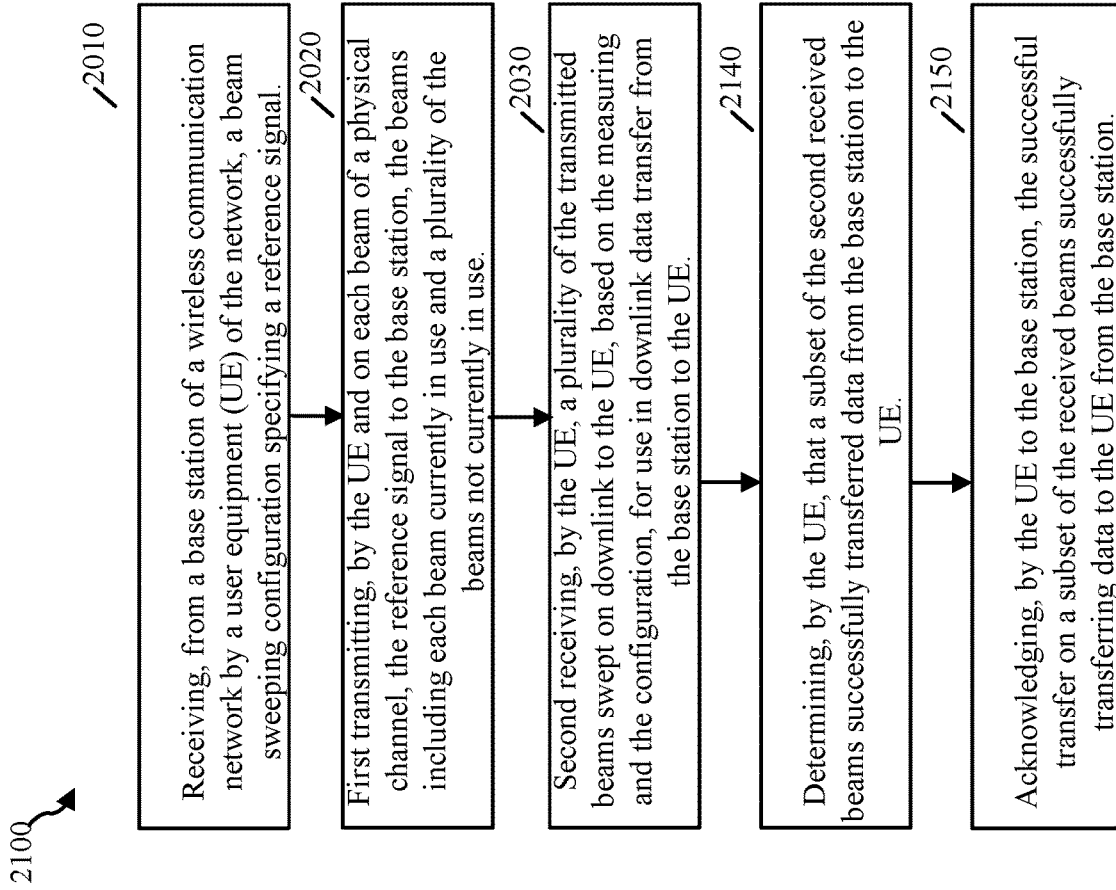 2100
2010
Receiving, from a base station of a wireless communication
network by a user equipment (UE) of the network, a beam
sweeping configuration specifying a reference signal.
2020
First transmitting, by the UE and on each beam of a physical
channel, the reference signal to the base station, the beams
including each beam currently in use and a plurality of the
beams not currently in use.
2030
Second receiving, by the UE, a plurality of the transmitted
beams swept on downlink to the UE, based on the measuring
and the configuration, for use in downlink data transfer from
the base station to the UE.
2140
Determining, by the UE, that a subset of the second received
beams successfully transferred data from the base station to the
UE.
2150
Acknowledging, by the UE to the base station, the successful
transfer on a subset of the received beams successfully
transferring data to the UE from the base station.